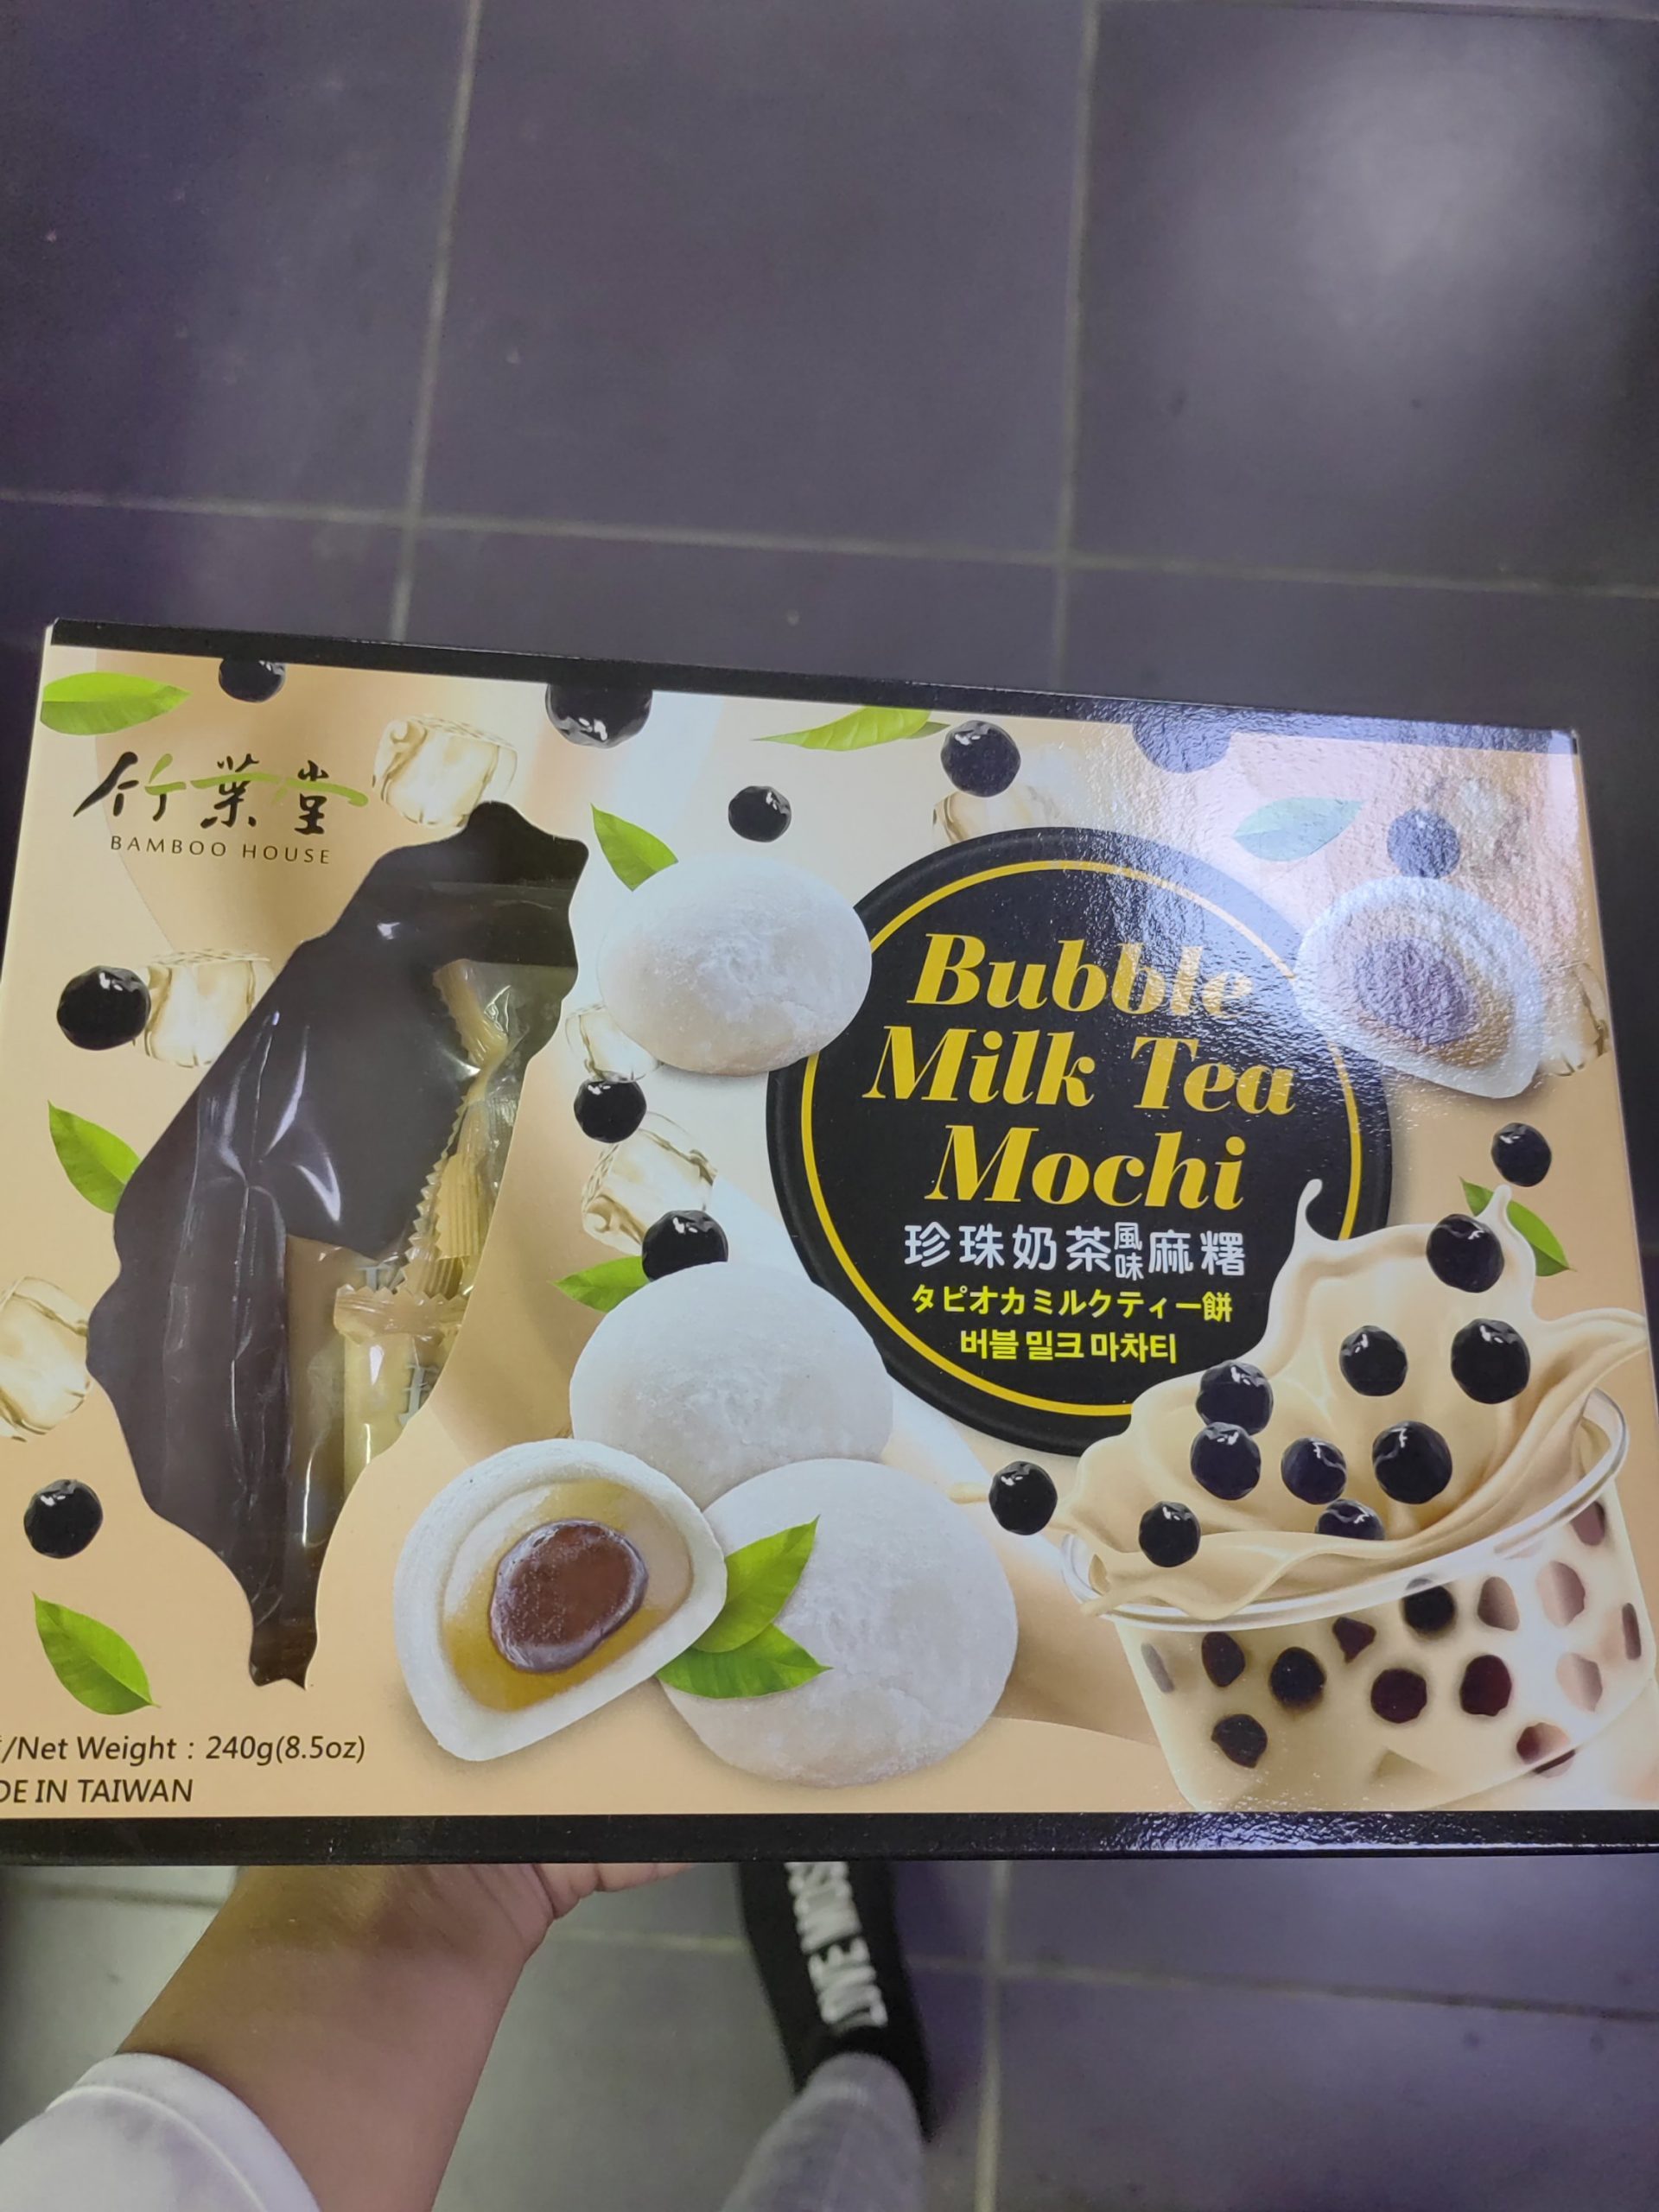 竹葉堂
BAMBOO HOUSE
Bubble
Milk Tea
Mochi
珍珠奶茶風味麻糬
タピオカミルクティー餅
버블 밀크 마차티
/Net Weight : 240g(8.5oz)
DE IN TAIWAN
LOVE MOSCH